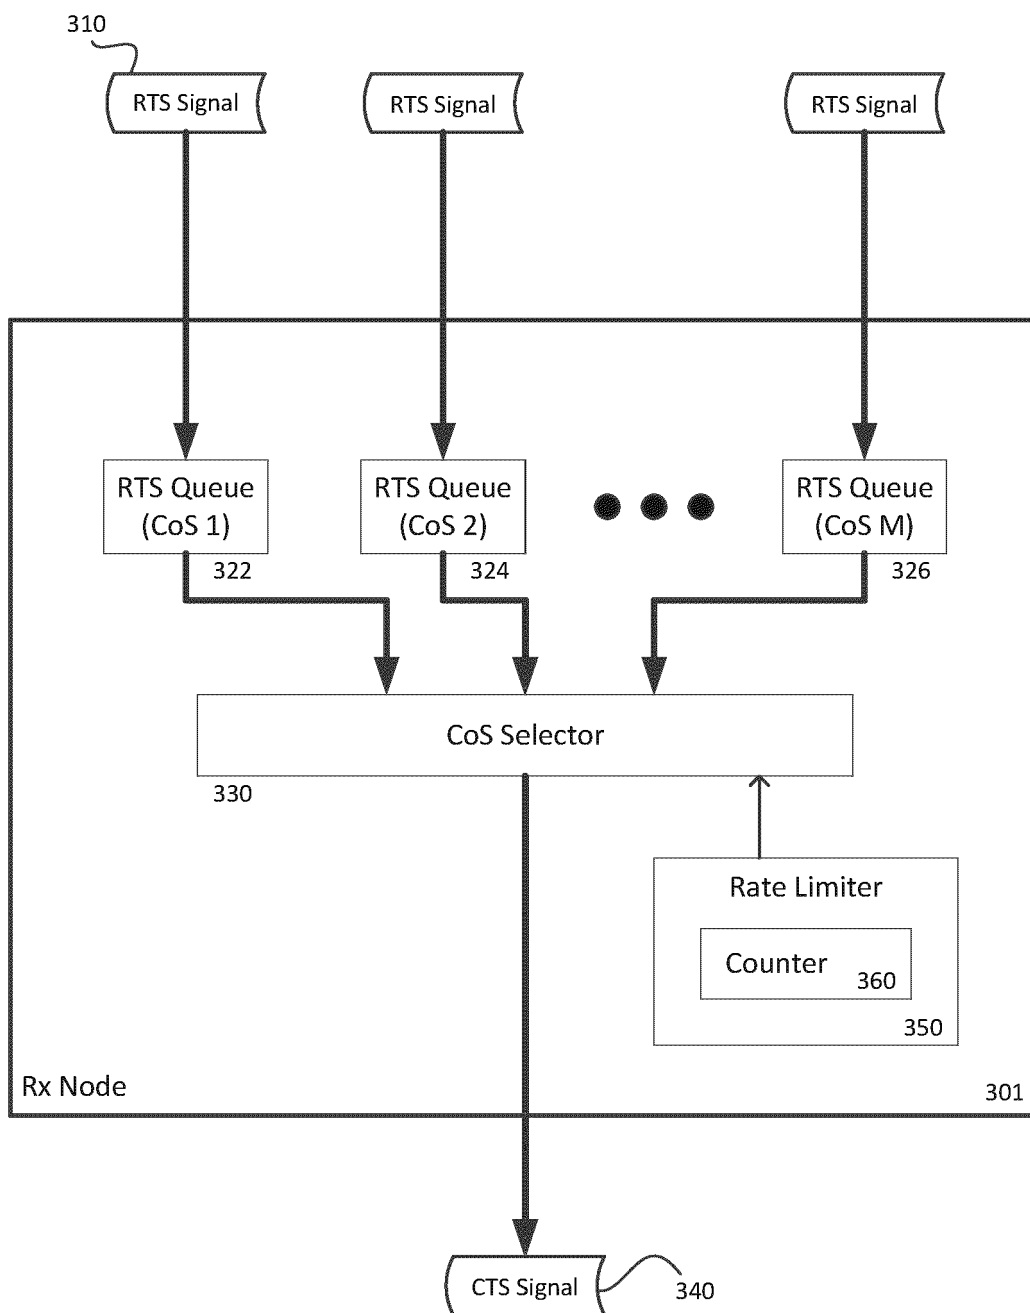 310
RTS Signal
RTS Signal
RTS Signal
RTS Queue
(CoS 1)
RTS Queue
(CoS 2)
RTS Queue
(CoS M)
322
324
326
CoS Selector
330
Rate Limiter
Counter
360
350
Rx Node
301
CTS Signal
340